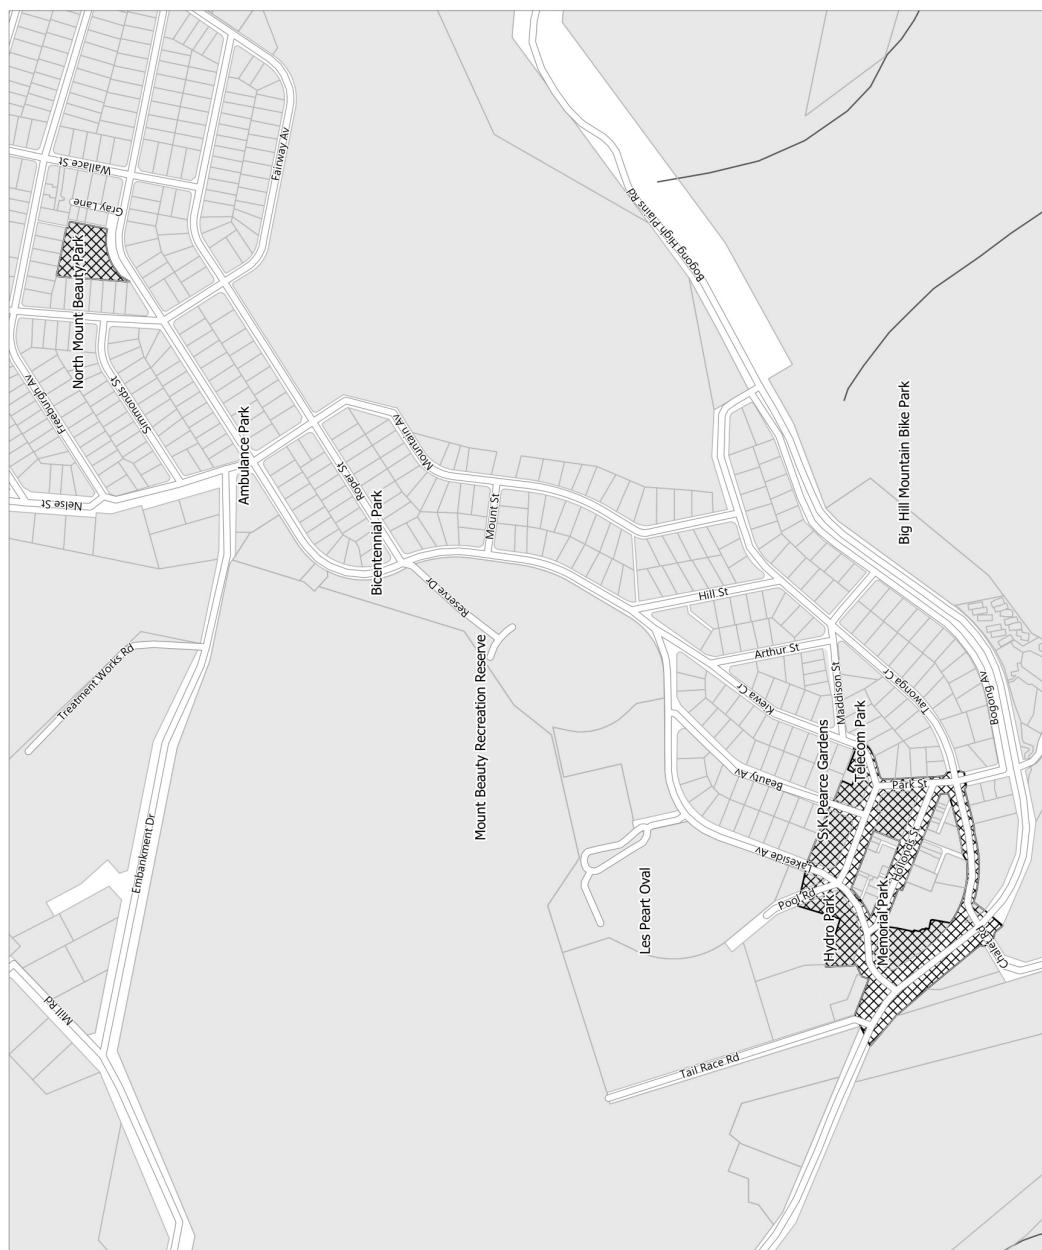 Wallace St
Fairway Av
Gray Lane
North Mount Beauty Park
Bogong High Plains Rd
Freeburgh Av
Simmonds St
Ambulance Park
Nelse St
Roper St
Mountain Av
Mount St
Bicentennial Park
Big Hill Mountain Bike Park
Reserve Dr
Hill St
Treatment Works Rd
Mount Beauty Recreation Reserve
Arthur St
Kiewa Cr
Maddison St
Tawonga Cr
Bogong Av
S K Pearce Gardens
Telecom Park
Beauty Av
Park St
Embankment Dr
Lakeside Av
Hollonds St
Les Peart Oval
Pool Rd
Hydro Park
Memorial Park
Chalet Rd
Mill Rd
Tail Race Rd